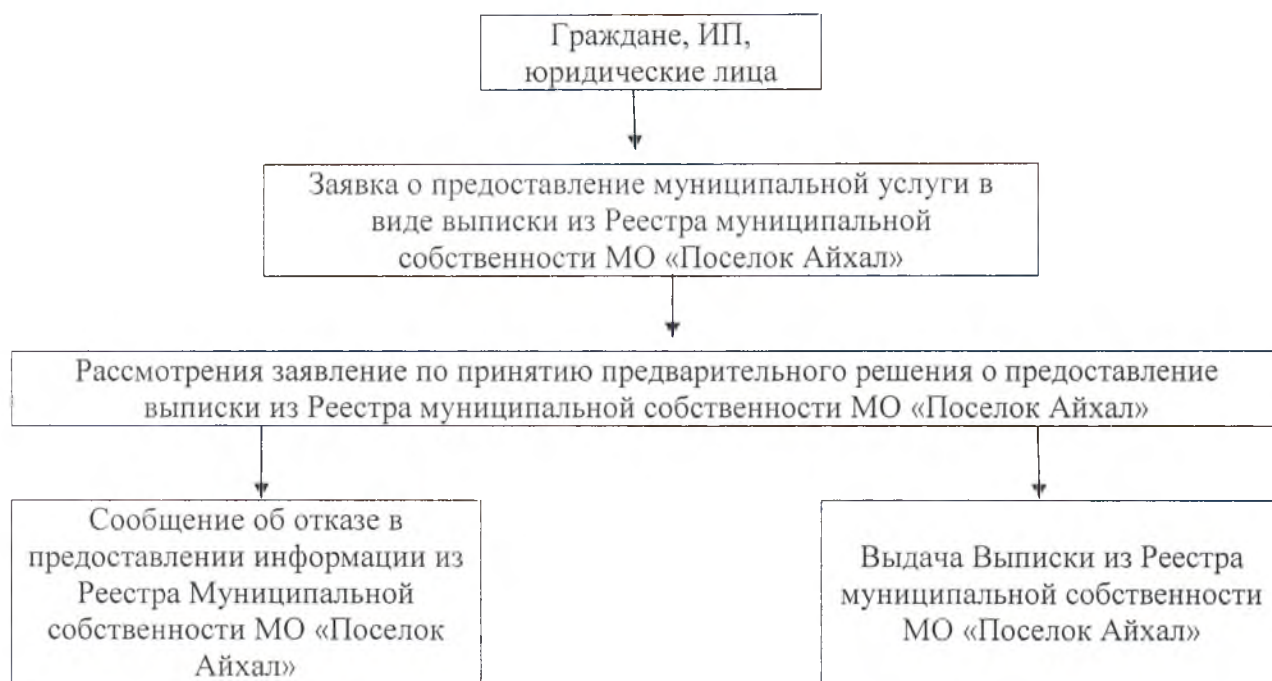 Граждане, ИП,
юридические лица
Заявка о предоставление муниципальной услуги в
виде выписки из Реестра муниципальной
собственности МО «Поселок Айхал»
Рассмотрения заявление по принятию предварительного решения о предоставление
выписки из Реестра муниципальной собственности МО «Поселок Айхал»
Сообщение об отказе в
предоставлении информации из
Реестра Муниципальной
собственности МО «Поселок
Айхал»
Выдача Выписки из Реестра
муниципальной собственности
МО «Поселок Айхал»